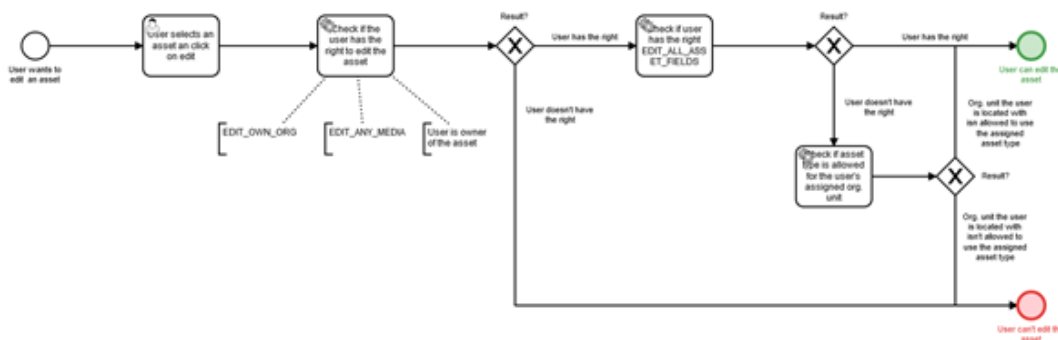 User wants to
edit an asset
User selects an
asset an click
on edit
Check if the
user has the
right to edit the
asset
EDIT_OWN_ORG
EDIT_ANY_MEDIA
User is owner
of the asset
Result?
User has the right
User doesn't have
the right
Check if user
has the right
EDIT_ALL_ASS
ET_FIELDS
Result?
User has the right
User doesn't have
the right
Check if asset
type is allowed
for the user's
assigned org.
unit
Org. unit the user
is located with
isn allowed to use
the assigned
asset type
Result?
Org. unit the user
is located with
isn't allowed to
use the assigned
asset type
User can edit the
asset
User can't edit the
asset